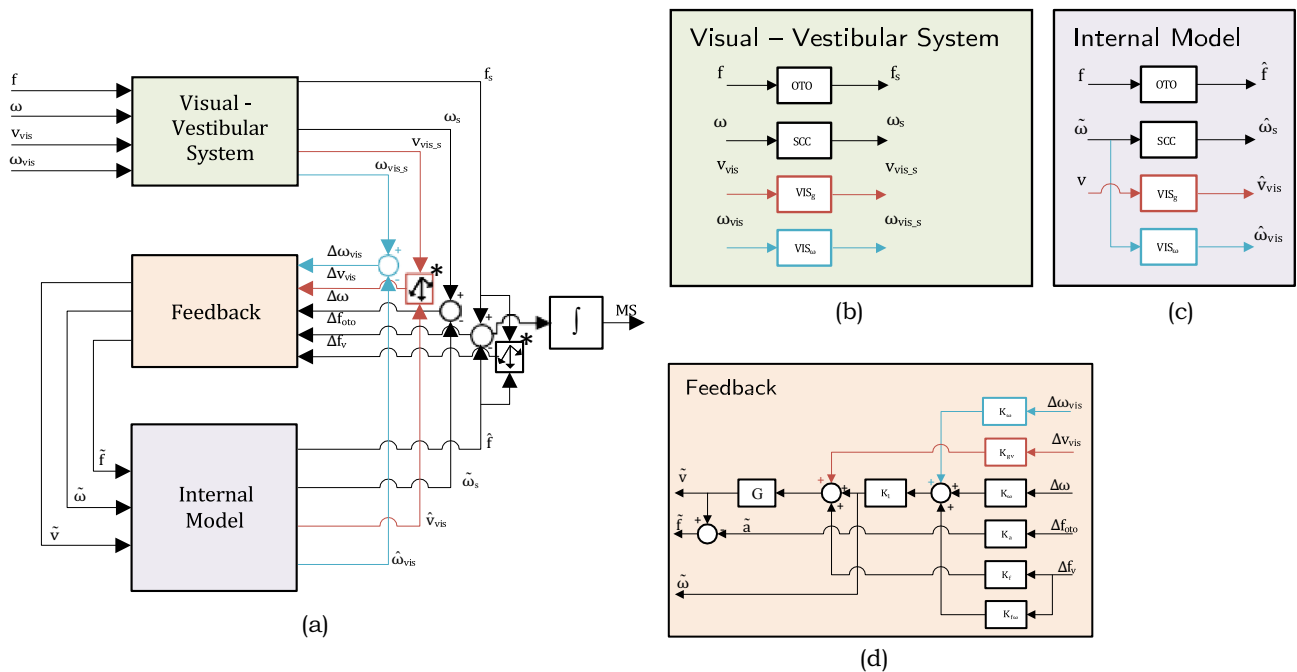 f
ω
v_vis
ω_vis
Visual -
Vestibular
System
f_s
ω_s
v_vis_s
ω_vis_s
Feedback
Δω_vis
Δv_vis
Δω
Δf_oto
Δf_v
+
-
*
+
-
+
-
*
∫
MS
Internal
Model
f̃
ω̃
ṽ
f̂
ω̃_s
v̂_vis
ω̂_vis
(a)
Visual – Vestibular System
f OTO f_s
ω SCC ω_s
v_vis VIS_g v_vis_s
ω_vis VIS_ω ω_vis_s
(b)
Internal Model
f OTO f̂
ω̃ SCC ω̂_s
v VIS_g v̂_vis
VIS_ω ω̂_vis
(c)
Feedback
K_ω Δω_vis
K_gv Δv_vis
ṽ G + + + K_l + + + K_ω Δω
f̃ + - ã K_a Δf_oto
ω̃ K_f Δf_v
K_fω
(d)